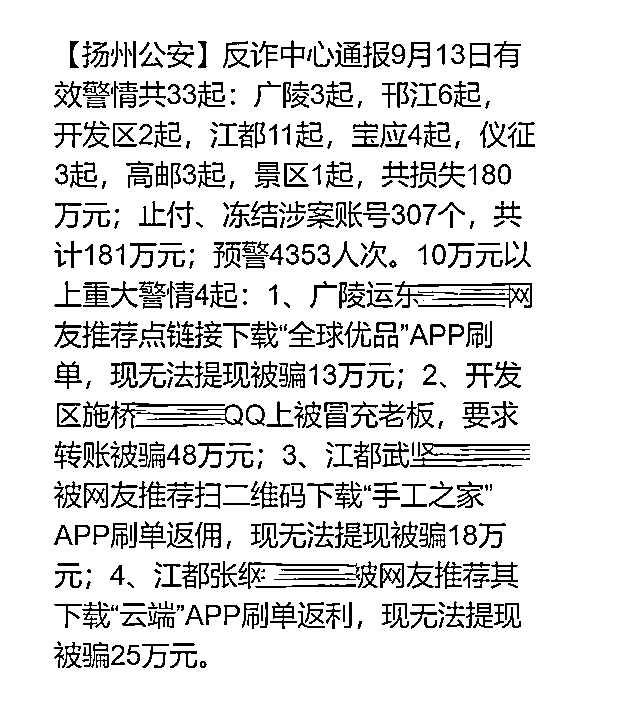 【扬州公安】反诈中心通报9月13日有
效警情共33起：广陵3起，邗江6起，
开发区2起，江都11起，宝应4起，仪征
3起，高邮3起，景区1起，共损失180
万元；止付、冻结涉案账号307个，共
计181万元；预警4353人次。10万元以
上重大警情4起：1、广陵运东网
友推荐点链接下载“全球优品”APP刷
单，现无法提现被骗13万元；2、开发
区施桥QQ上被冒充老板，要求
转账被骗48万元；3、江都武坚
被网友推荐扫二维码下载“手工之家”
APP刷单返佣，现无法提现被骗18万
元；4、江都张纲被网友推荐其
下载“云端”APP刷单返利，现无法提现
被骗25万元。